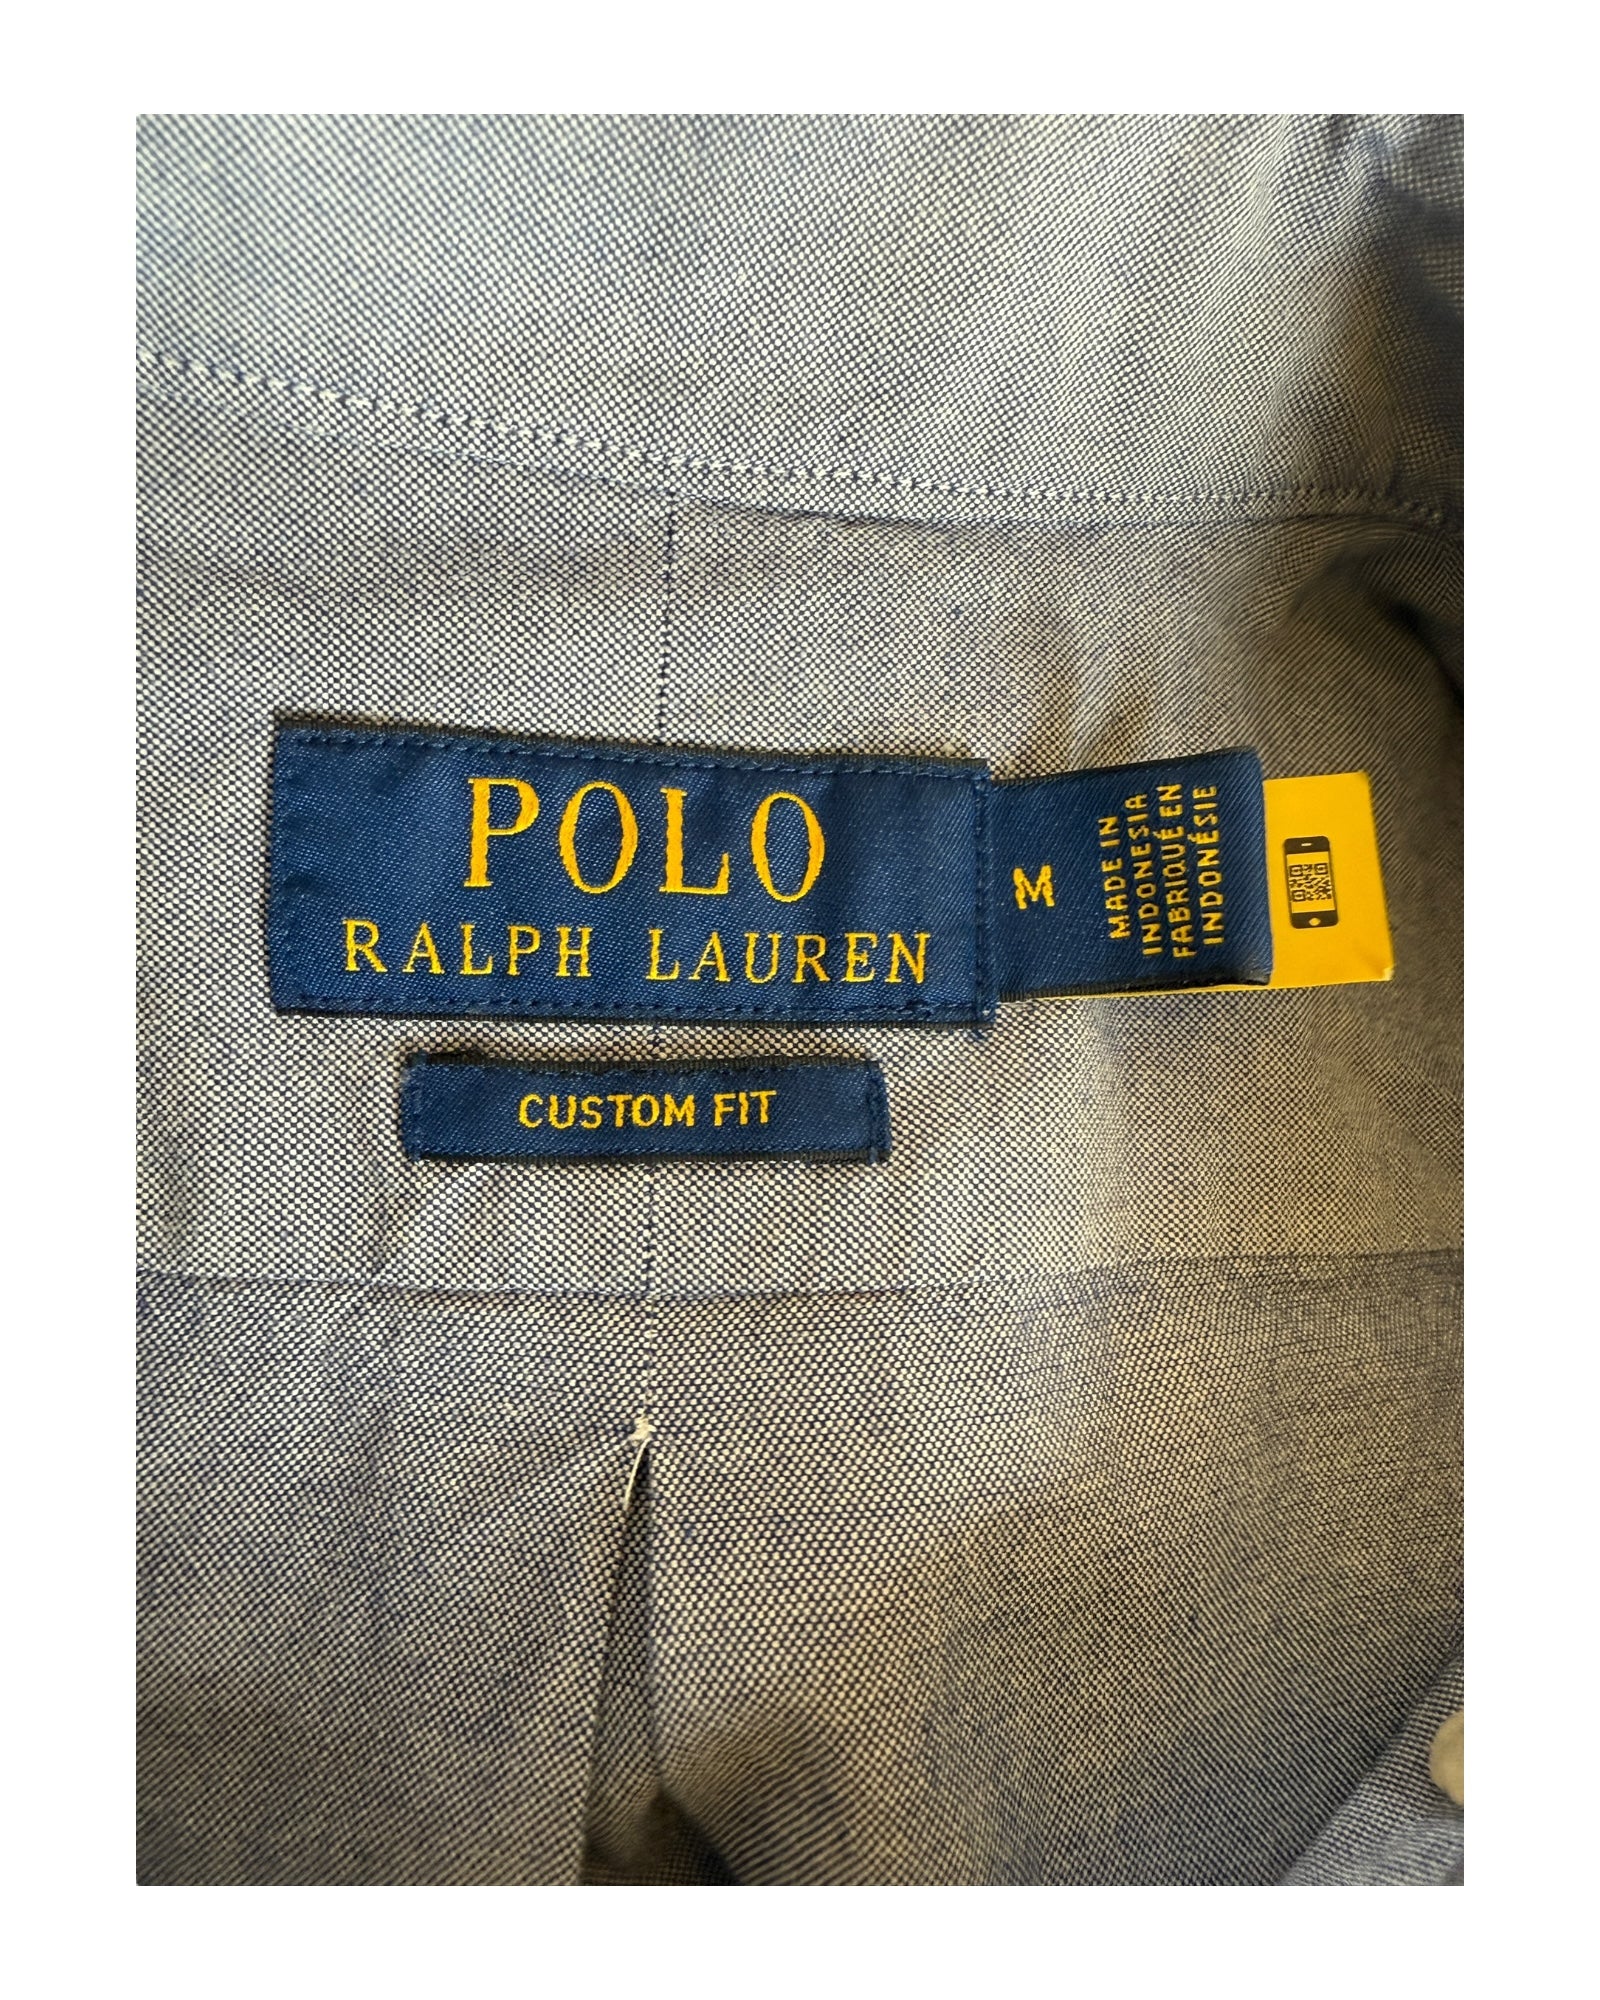 POLO
RALPH LAUREN
M
MADE IN
INDONESIA
FABRIQUÉ EN
INDONÉSIE
CUSTOM FIT